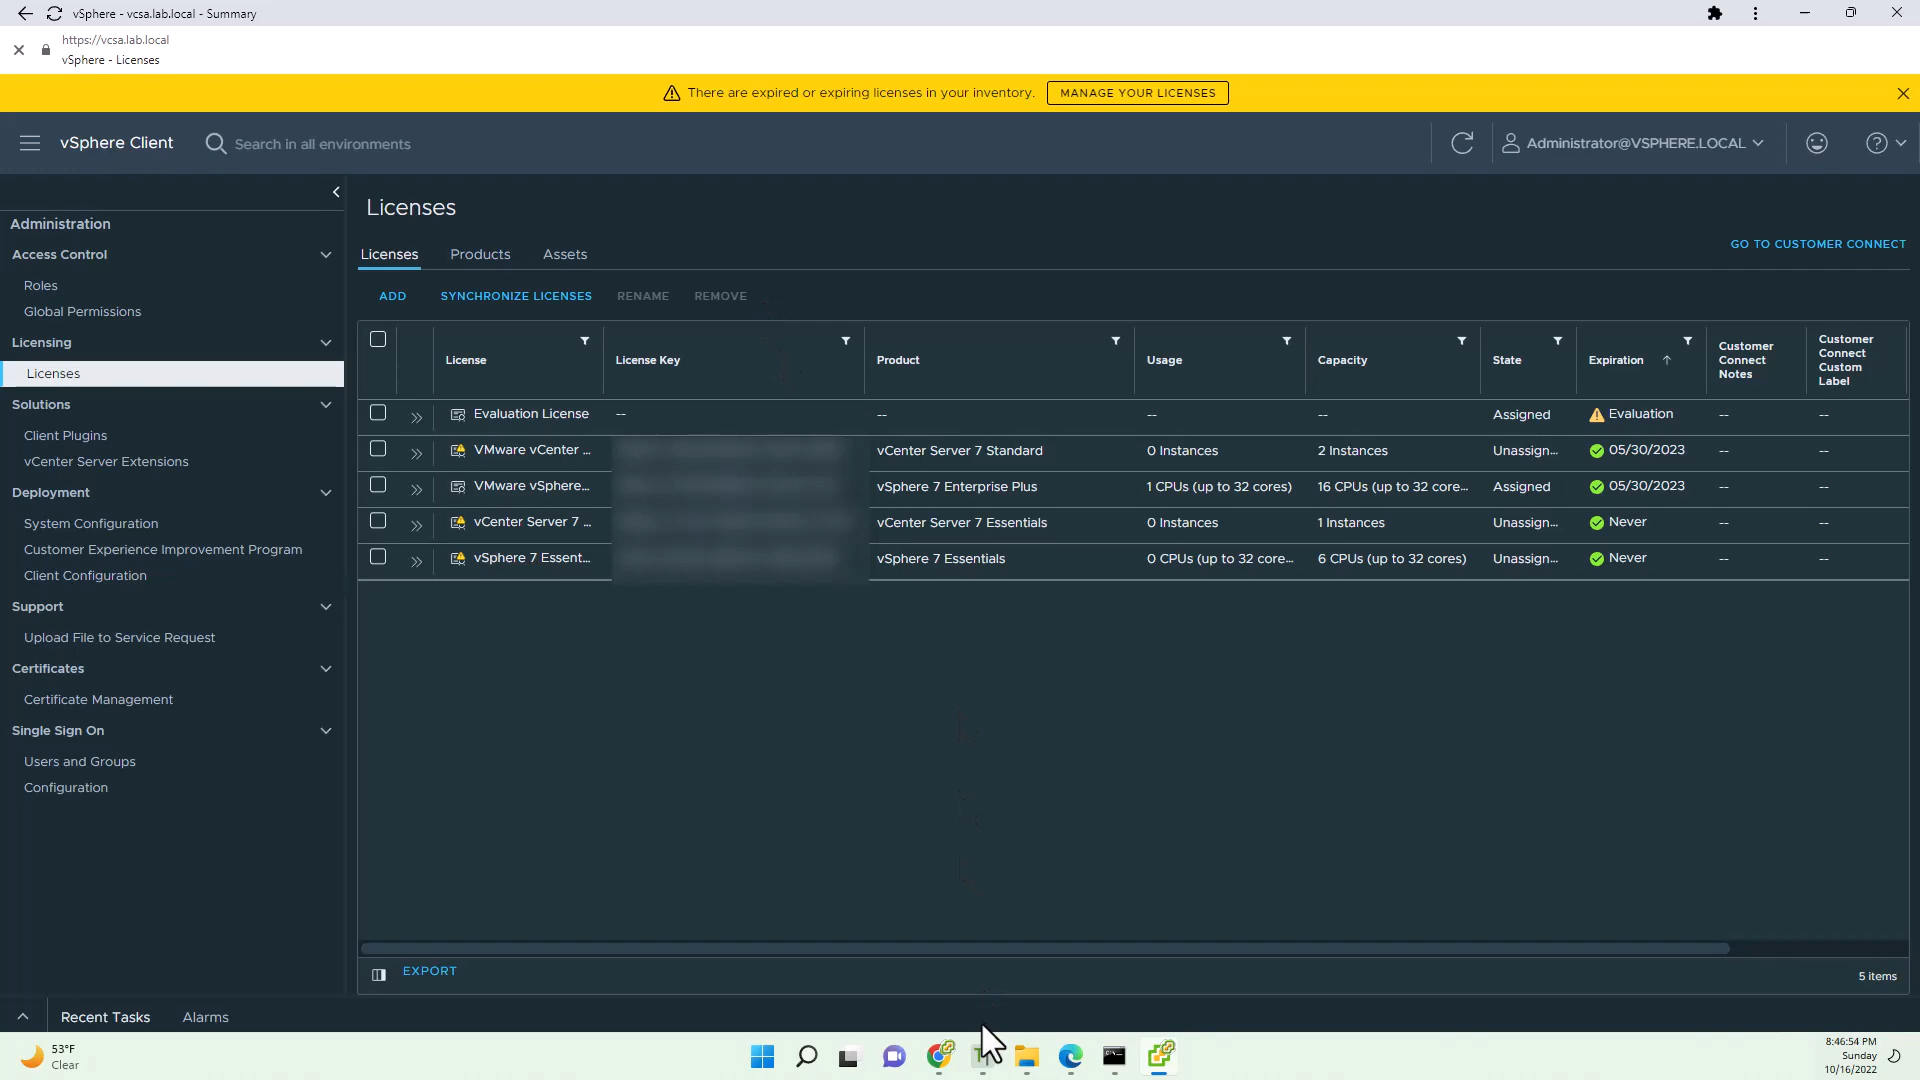 vSphere - vcsa.lab.local - Summary
https://vcsa.lab.local
vSphere - Licenses
There are expired or expiring licenses in your inventory. MANAGE YOUR LICENSES
vSphere Client Search in all environments Administrator@VSPHERE.LOCAL
Administration
Access Control
Roles
Global Permissions
Licensing
Licenses
Solutions
Client Plugins
vCenter Server Extensions
Deployment
System Configuration
Customer Experience Improvement Program
Client Configuration
Support
Upload File to Service Request
Certificates
Certificate Management
Single Sign On
Users and Groups
Configuration
Licenses
Licenses Products Assets
GO TO CUSTOMER CONNECT
ADD SYNCHRONIZE LICENSES RENAME REMOVE
License License Key Product Usage Capacity State Expiration Customer Connect Notes Customer Connect Custom Label
Evaluation License -- -- -- -- Assigned Evaluation -- --
VMware vCenter ... vCenter Server 7 Standard 0 Instances 2 Instances Unassign... 05/30/2023 -- --
VMware vSphere... vSphere 7 Enterprise Plus 1 CPUs (up to 32 cores) 16 CPUs (up to 32 core... Assigned 05/30/2023 -- --
vCenter Server 7 ... vCenter Server 7 Essentials 0 Instances 1 Instances Unassign... Never -- --
vSphere 7 Essent... vSphere 7 Essentials 0 CPUs (up to 32 core... 6 CPUs (up to 32 cores) Unassign... Never -- --
EXPORT
5 items
Recent Tasks Alarms
53°F
Clear
8:46:54 PM
Sunday
10/16/2022